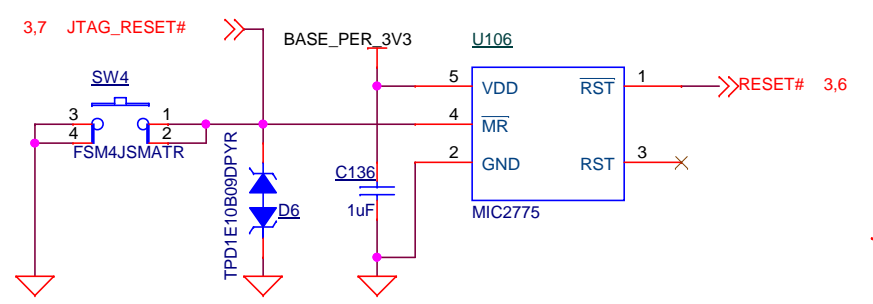 3,7 JTAG_RESET#
BASE_PER_3V3
U106
SW4
5 VDD RST 1
RESET# 3,6
3 1
4 MR
4 2
FSM4JSMATR
2 GND RST 3
C136
1uF
TPD1E10B09DPYR
D6
MIC2775